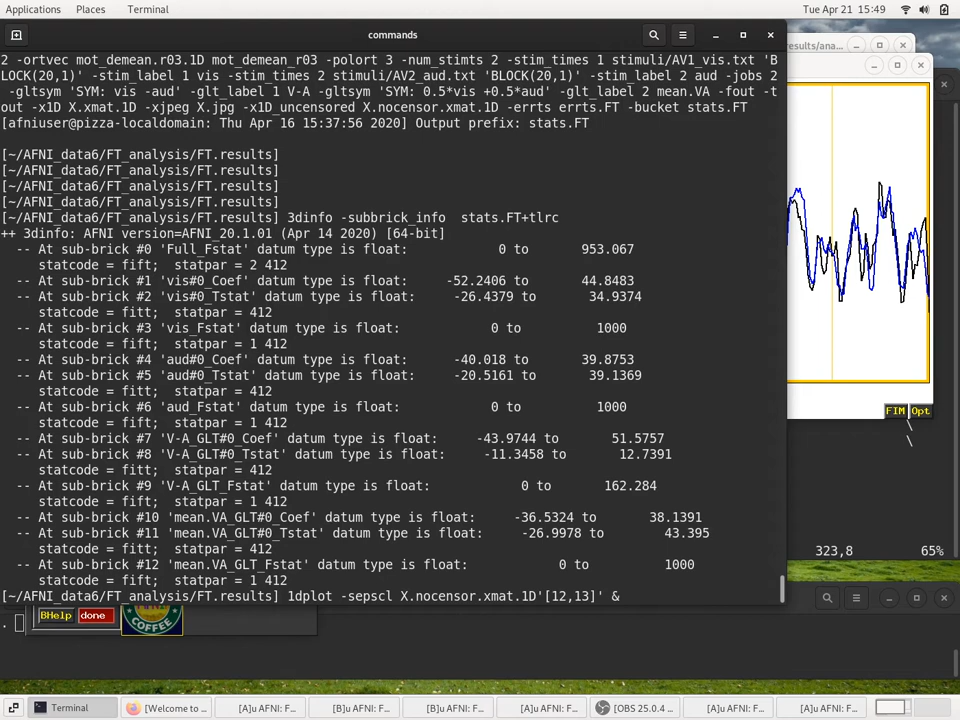 Applications Places Terminal Tue Apr 21 15:49
commands
results/ana...
2 -ortvec mot_demean.r03.1D mot_demean_r03 -polort 3 -num_stimts 2 -stim_times 1 stimuli/AV1_vis.txt 'B
LOCK(20,1)' -stim_label 1 vis -stim_times 2 stimuli/AV2_aud.txt 'BLOCK(20,1)' -stim_label 2 aud -jobs 2
-gltsym 'SYM: vis -aud' -glt_label 1 V-A -gltsym 'SYM: 0.5*vis +0.5*aud' -glt_label 2 mean.VA -fout -t
out -x1D X.xmat.1D -xjpeg X.jpg -x1D_uncensored X.nocensor.xmat.1D -errts errts.FT -bucket stats.FT
[afniuser@pizza-localdomain: Thu Apr 16 15:37:56 2020] Output prefix: stats.FT
[~/AFNI_data6/FT_analysis/FT.results]
[~/AFNI_data6/FT_analysis/FT.results]
[~/AFNI_data6/FT_analysis/FT.results]
[~/AFNI_data6/FT_analysis/FT.results]
[~/AFNI_data6/FT_analysis/FT.results] 3dinfo -subbrick_info  stats.FT+tlrc
++ 3dinfo: AFNI version=AFNI_20.1.01 (Apr 14 2020) [64-bit]
-- At sub-brick #0 'Full_Fstat' datum type is float: 0 to 953.067
statcode = fift; statpar = 2 412
-- At sub-brick #1 'vis#0_Coef' datum type is float: -52.2406 to 44.8483
-- At sub-brick #2 'vis#0_Tstat' datum type is float: -26.4379 to 34.9374
statcode = fitt; statpar = 412
-- At sub-brick #3 'vis_Fstat' datum type is float: 0 to 1000
statcode = fift; statpar = 1 412
-- At sub-brick #4 'aud#0_Coef' datum type is float: -40.018 to 39.8753
-- At sub-brick #5 'aud#0_Tstat' datum type is float: -20.5161 to 39.1369
statcode = fitt; statpar = 412
-- At sub-brick #6 'aud_Fstat' datum type is float: 0 to 1000
statcode = fift; statpar = 1 412
-- At sub-brick #7 'V-A_GLT#0_Coef' datum type is float: -43.9744 to 51.5757
-- At sub-brick #8 'V-A_GLT#0_Tstat' datum type is float: -11.3458 to 12.7391
statcode = fitt; statpar = 412
-- At sub-brick #9 'V-A_GLT_Fstat' datum type is float: 0 to 162.284
statcode = fift; statpar = 1 412
-- At sub-brick #10 'mean.VA_GLT#0_Coef' datum type is float: -36.5324 to 38.1391
-- At sub-brick #11 'mean.VA_GLT#0_Tstat' datum type is float: -26.9978 to 43.395
statcode = fitt; statpar = 412
-- At sub-brick #12 'mean.VA_GLT_Fstat' datum type is float: 0 to 1000
statcode = fift; statpar = 1 412
[~/AFNI_data6/FT_analysis/FT.results] 1dplot -sepscl X.nocensor.xmat.1D'[12,13]' &
FIM Opt
\
\
323,8 65%
BHelp done
COFFEE
Terminal
[Welcome to ...
[A]u AFNI: F...
[B]u AFNI: F...
[B]u AFNI: F...
[A]u AFNI: F...
[OBS 25.0.4 ...
[A]u AFNI: F...
[A]u AFNI: F...